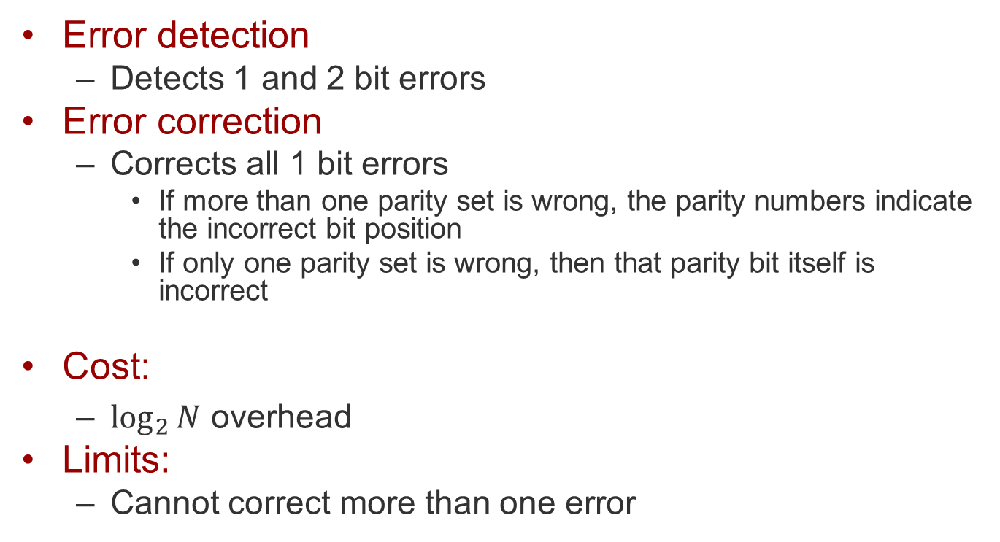 • Error detection
– Detects 1 and 2 bit errors
• Error correction
– Corrects all 1 bit errors
• If more than one parity set is wrong, the parity numbers indicate
the incorrect bit position
• If only one parity set is wrong, then that parity bit itself is
incorrect
• Cost:
– log₂ N overhead
• Limits:
– Cannot correct more than one error